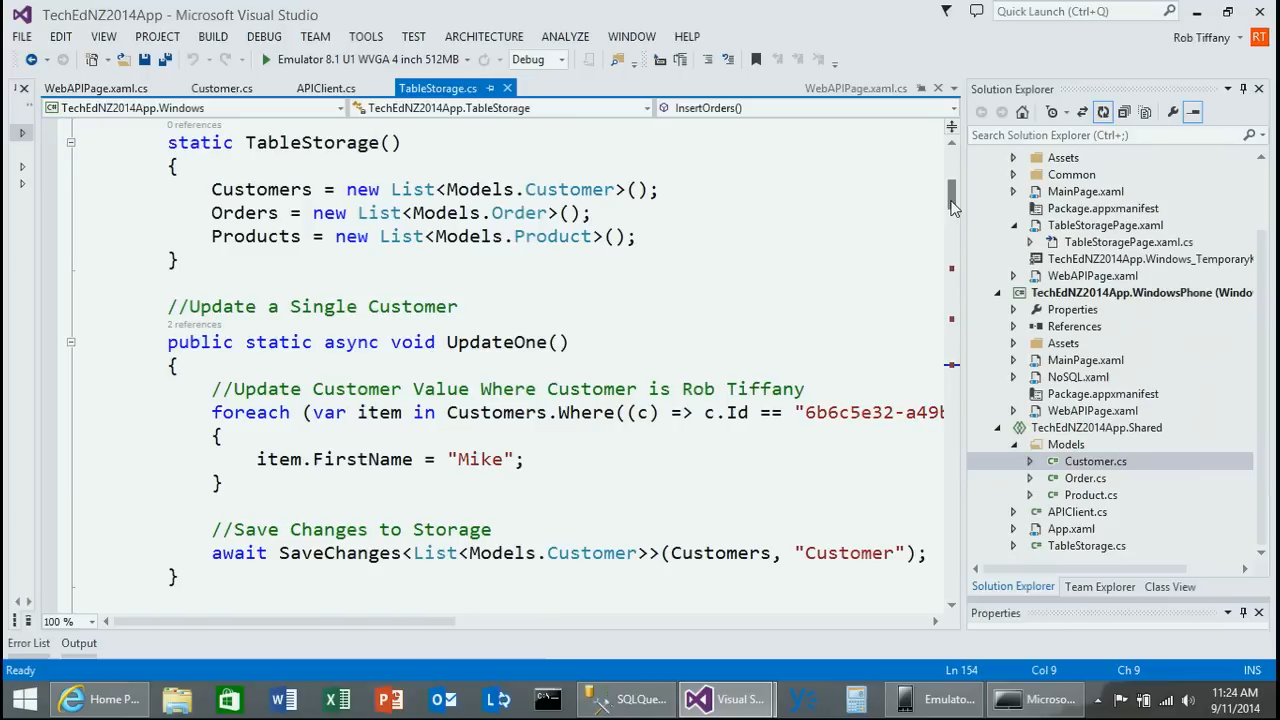 TechEdNZ2014App - Microsoft Visual Studio
Quick Launch (Ctrl+Q)
FILE EDIT VIEW PROJECT BUILD DEBUG TEAM TOOLS TEST ARCHITECTURE ANALYZE WINDOW HELP
Rob Tiffany RT
Emulator 8.1 U1 WVGA 4 inch 512MB Debug
WebAPIPage.xaml.cs Customer.cs APIClient.cs TableStorage.cs WebAPIPage.xaml.cs
TechEdNZ2014App.Windows TechEdNZ2014App.TableStorage InsertOrders()
0 references
static TableStorage()
{
Customers = new List<Models.Customer>();
Orders = new List<Models.Order>();
Products = new List<Models.Product>();
}
//Update a Single Customer
2 references
public static async void UpdateOne()
{
//Update Customer Value Where Customer is Rob Tiffany
foreach (var item in Customers.Where((c) => c.Id == "6b6c5e32-a49b
{
item.FirstName = "Mike";
}
//Save Changes to Storage
await SaveChanges<List<Models.Customer>>(Customers, "Customer");
}
100 %
Error List Output
Solution Explorer
Search Solution Explorer (Ctrl+;)
Assets
Common
MainPage.xaml
Package.appxmanifest
TableStoragePage.xaml
TableStoragePage.xaml.cs
TechEdNZ2014App.Windows_TemporaryK
WebAPIPage.xaml
TechEdNZ2014App.WindowsPhone (Windo
Properties
References
Assets
MainPage.xaml
NoSQL.xaml
Package.appxmanifest
WebAPIPage.xaml
TechEdNZ2014App.Shared
Models
Customer.cs
Order.cs
Product.cs
APIClient.cs
App.xaml
TableStorage.cs
Solution Explorer Team Explorer Class View
Properties
Ready Ln 154 Col 9 Ch 9 INS
Home P... SQLQue... Visual S... Emulato... Microso...
11:24 AM
9/11/2014